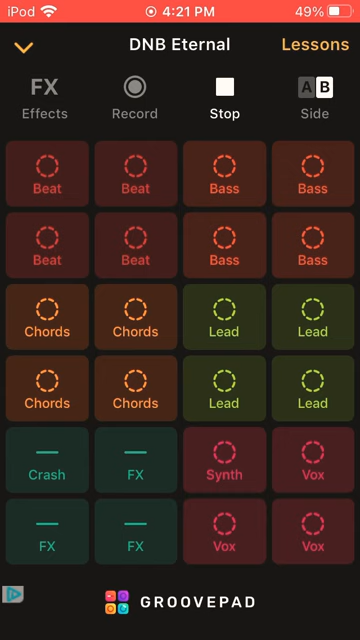 iPod 4:21 PM 49%
DNB Eternal Lessons
FX A B
Effects Record Stop Side
Beat Beat Bass Bass
Beat Beat Bass Bass
Chords Chords Lead Lead
Chords Chords Lead Lead
Crash FX Synth Vox
FX FX Vox Vox
GROOVEPAD